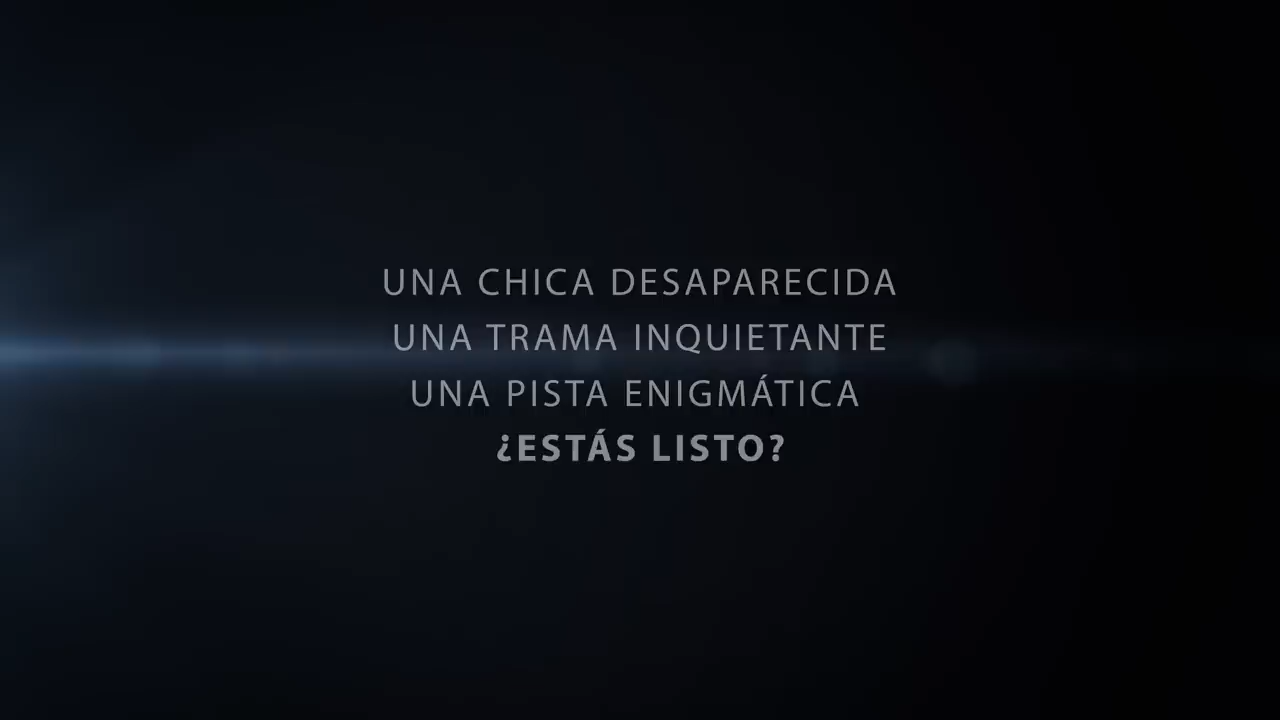 UNA CHICA DESAPARECIDA
UNA TRAMA INQUIETANTE
UNA PISTA ENIGMÁTICA
¿ESTÁS LISTO?